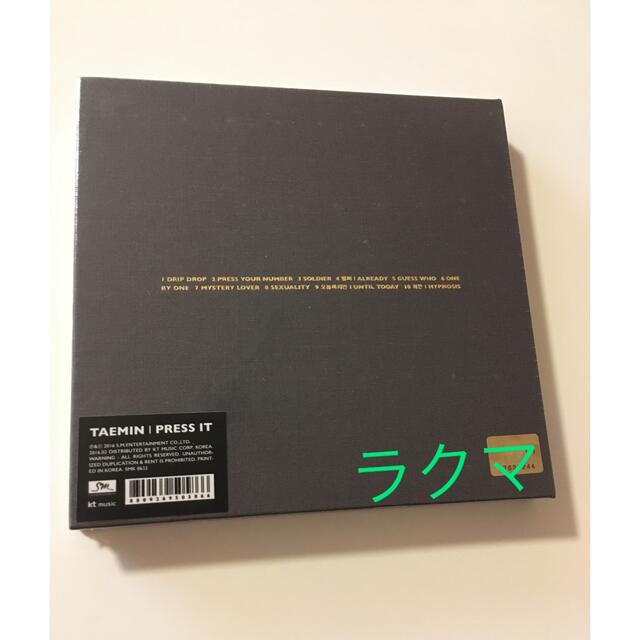 1 DRIP DROP 2 PRESS YOUR NUMBER 3 SOLDIER 4 벌써 | ALREADY 5 GUESS WHO 6 ONE
BY ONE 7 MYSTERY LOVER 8 SEXUALITY 9 오늘까지만 | UNTIL TODAY 10 최면 | HYPNOSIS
TAEMIN | PRESS IT
℗&© 2016 S.M.ENTERTAINMENT CO.,LTD.
2016.02 DISTRIBUTED BY KT MUSIC CORP. KOREA.
WARNING : ALL RIGHTS RESERVED. UNAUTHOR-
IZED DUPLICATION & RENT IS PROHIBITED. PRINT-
ED IN KOREA. SMK 0632
SM
kt music
ラクマ